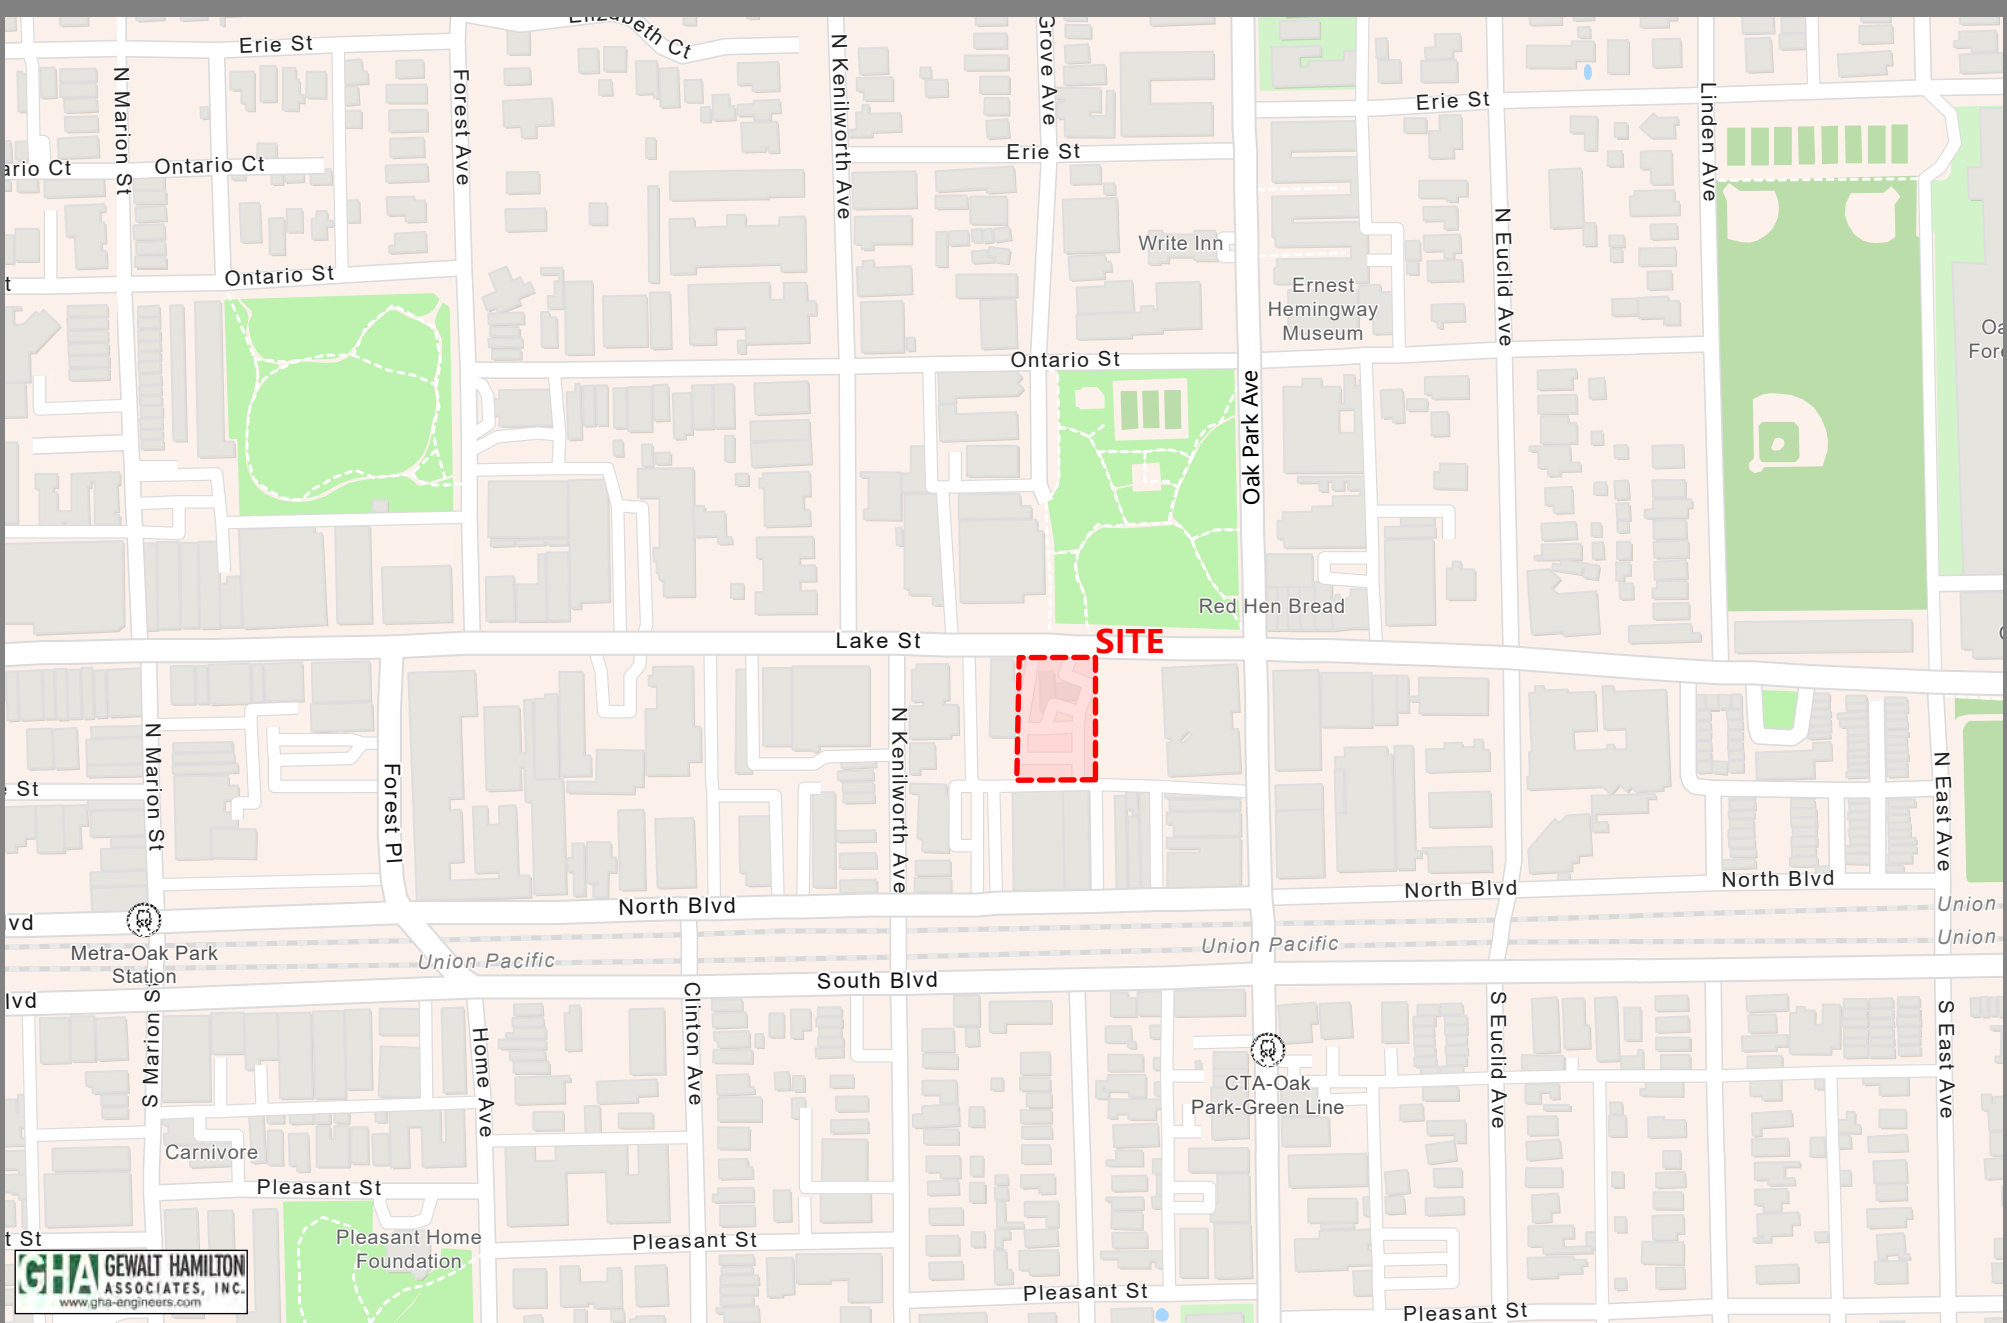 Elizabeth Ct
Erie St
N Marion St
Forest Ave
N Kenilworth Ave
Grove Ave
Erie St
Linden Ave
ario Ct
Ontario Ct
Erie St
Write Inn
N Euclid Ave
Ontario St
t
Ernest
Hemingway
Museum
Oa
Fore
Ontario St
Oak Park Ave
Red Hen Bread
Lake St
SITE
N Marion St
Forest Pl
N Kenilworth Ave
N East Ave
e St
North Blvd
North Blvd
North Blvd
lvd
Union
Union
Metra-Oak Park
Station
Union Pacific
Union Pacific
South Blvd
lvd
S Marion S
Home Ave
Clinton Ave
S Euclid Ave
S East Ave
CTA-Oak
Park-Green Line
Carnivore
Pleasant St
Pleasant Home
Foundation
Pleasant St
t St
Pleasant St
Pleasant St
GHA GEWALT HAMILTON
ASSOCIATES, INC.
www.gha-engineers.com